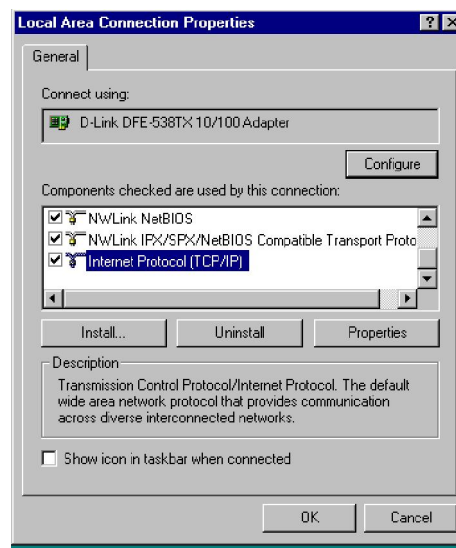 Local Area Connection Properties
General
Connect using:
D-Link DFE-538TX 10/100 Adapter
Configure
Components checked are used by this connection:
NWLink NetBIOS
NWLink IPX/SPX/NetBIOS Compatible Transport Proto
Internet Protocol (TCP/IP)
Install... Uninstall Properties
Description
Transmission Control Protocol/Internet Protocol. The default
wide area network protocol that provides communication
across diverse interconnected networks.
Show icon in taskbar when connected
OK Cancel